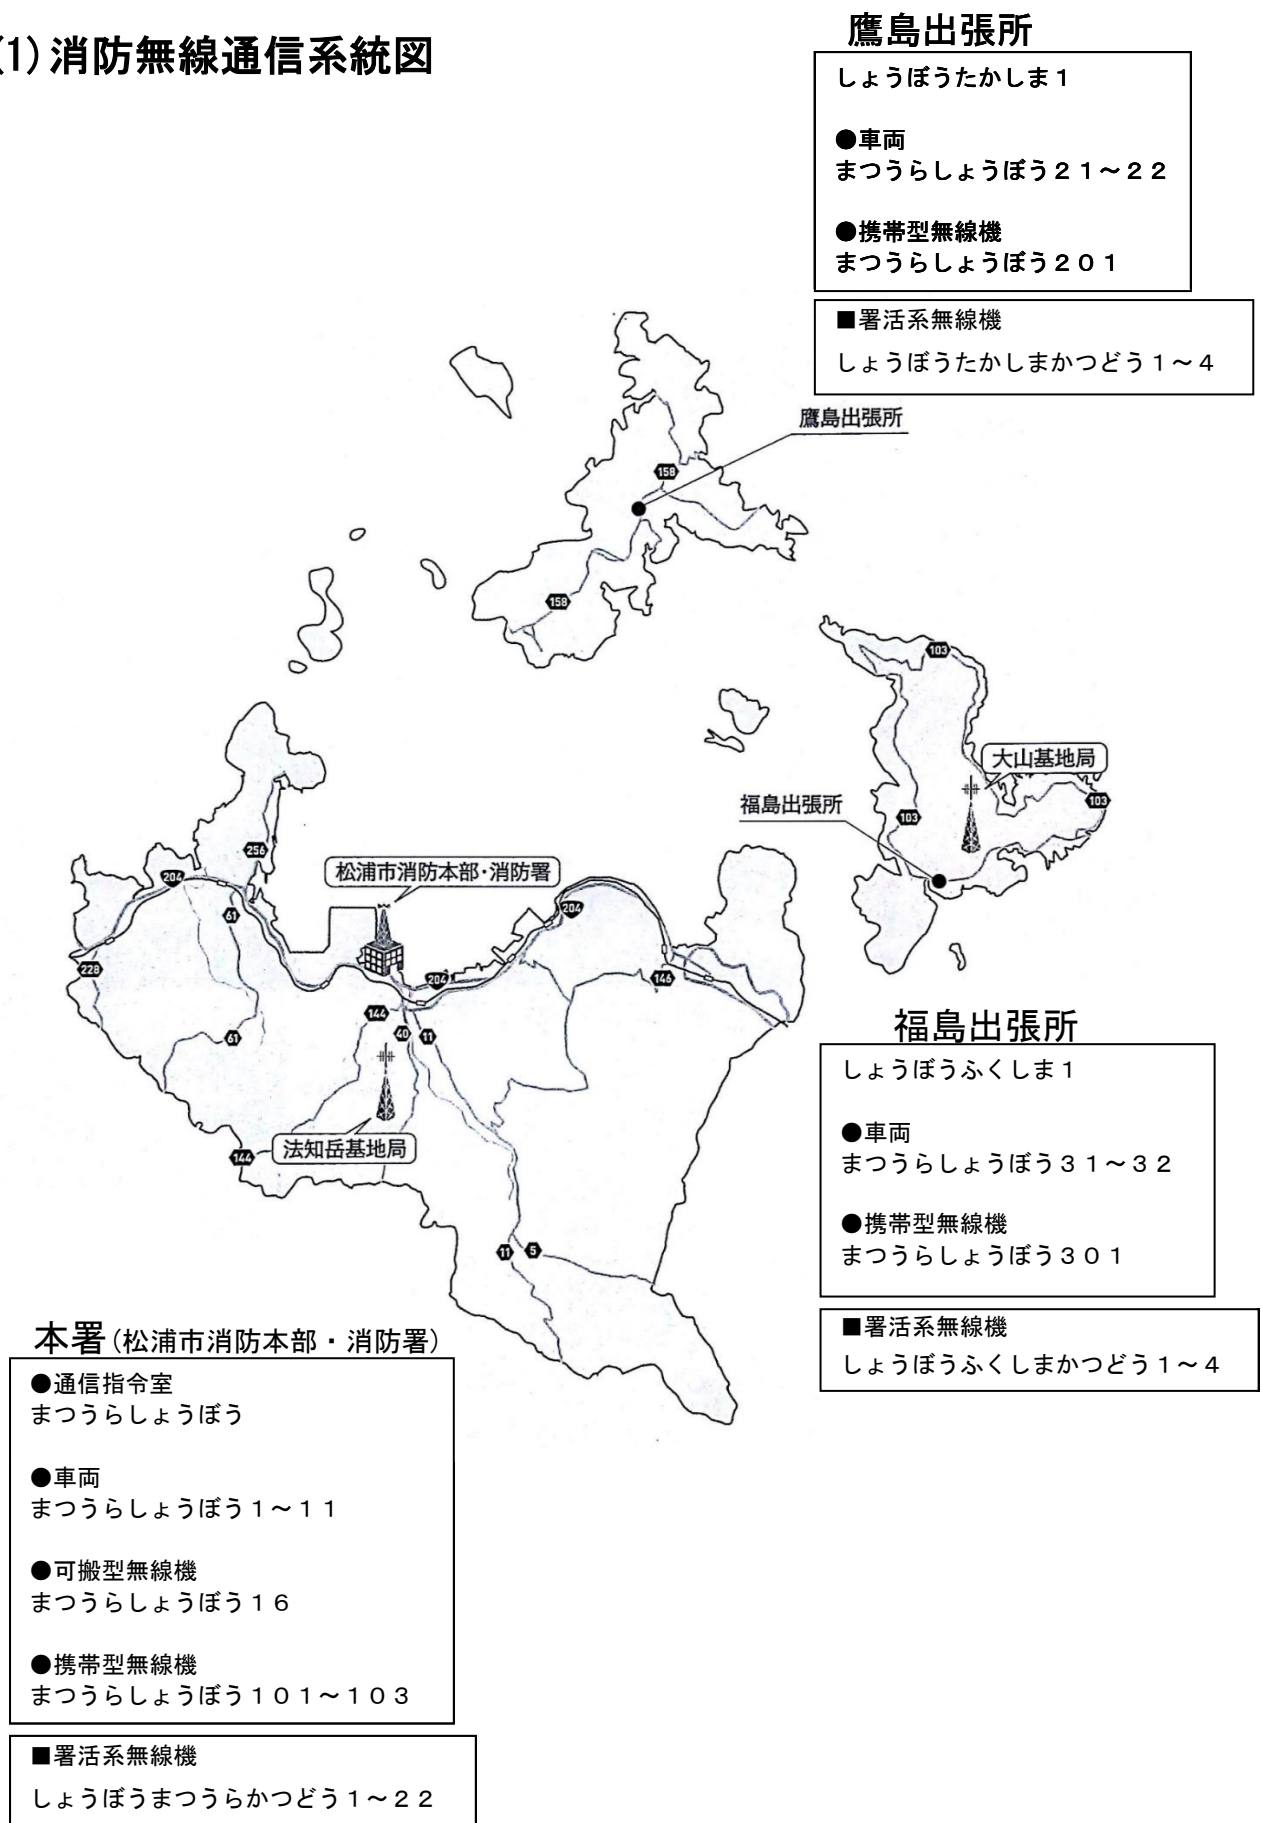 (1)消防無線通信系統図
鷹島出張所
しょうぼうたかしま１
●車両
まつうらしょうぼう２１～２２
●携帯型無線機
まつうらしょうぼう２０１
■署活系無線機
しょうぼうたかしまかつどう１～４
鷹島出張所
158
158
103
大山基地局
福島出張所
103
103
256
松浦市消防本部・消防署
204
204
61
228
204
146
144
40
11
61
法知岳基地局
144
11
5
福島出張所
しょうぼうふくしま１
●車両
まつうらしょうぼう３１～３２
●携帯型無線機
まつうらしょうぼう３０１
■署活系無線機
しょうぼうふくしまかつどう１～４
本署(松浦市消防本部・消防署)
●通信指令室
まつうらしょうぼう
●車両
まつうらしょうぼう１～１１
●可搬型無線機
まつうらしょうぼう１６
●携帯型無線機
まつうらしょうぼう１０１～１０３
■署活系無線機
しょうぼうまつうらかつどう１～２２